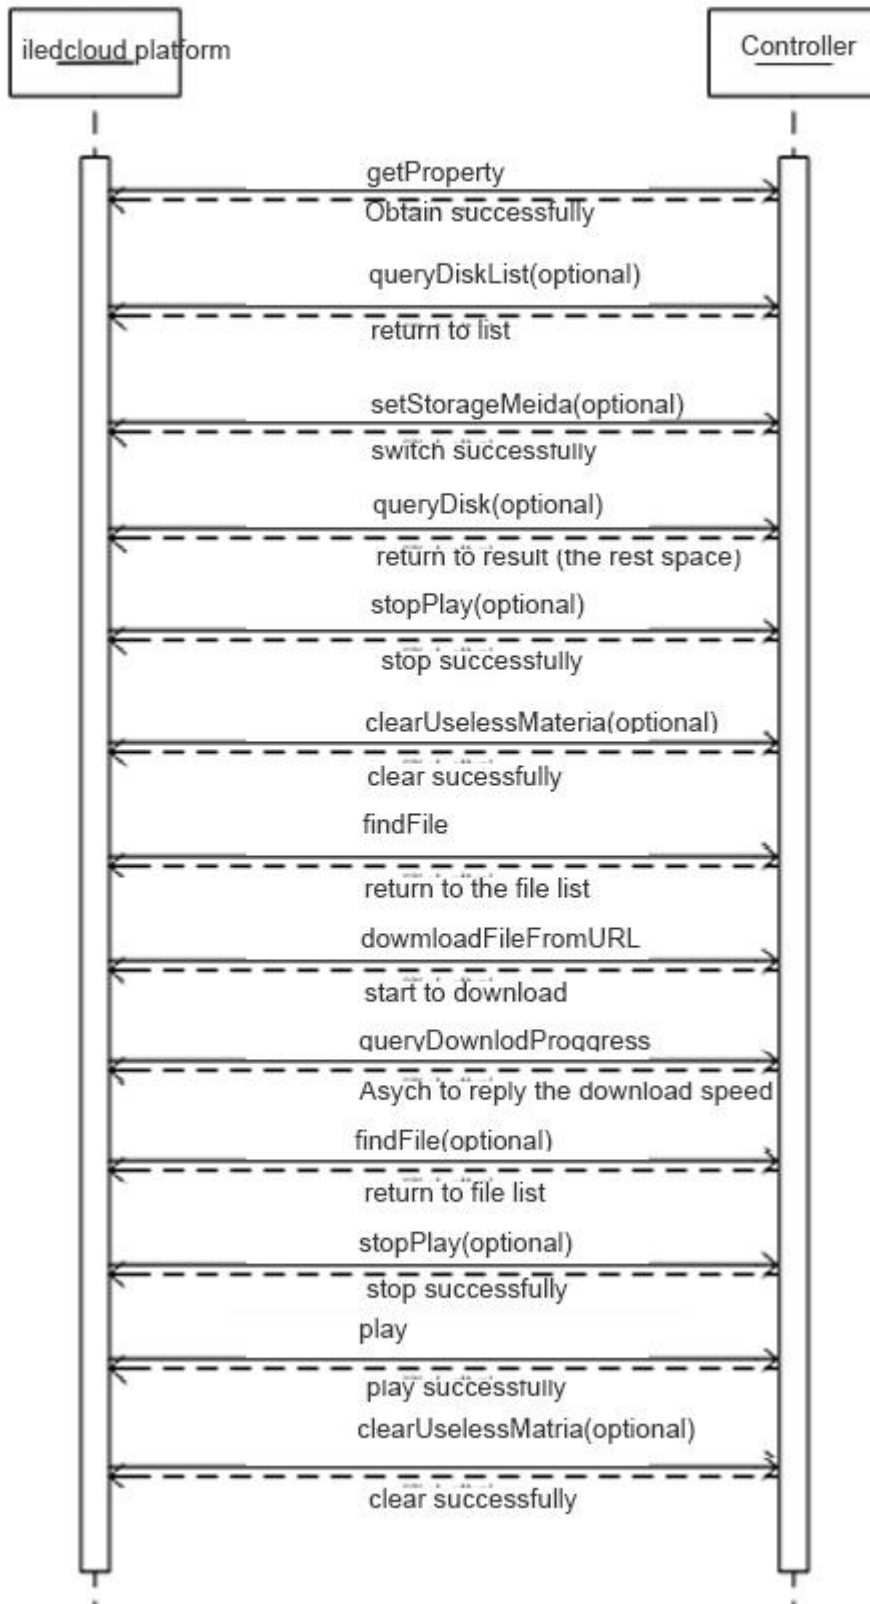 iledcloud platform
Controller
getProperty
Obtain successfully
queryDiskList(optional)
return to list
setStorageMeida(optional)
switch successfully
queryDisk(optional)
return to result (the rest space)
stopPlay(optional)
stop successfully
clearUselessMateria(optional)
clear sucessfully
findFile
return to the file list
dowmloadFileFromURL
start to download
queryDownlodProggress
Asych to reply the download speed
findFile(optional)
return to file list
stopPlay(optional)
stop successfully
play
play successfully
clearUselessMatria(optional)
clear successfully